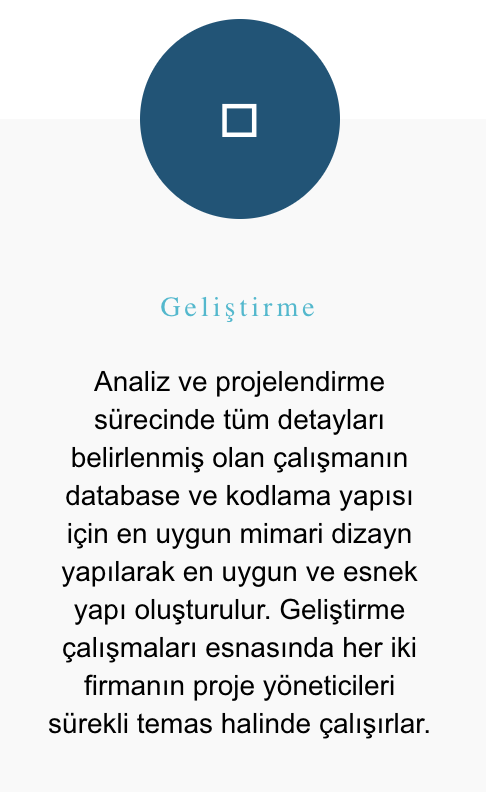 Geliştirme
Analiz ve projelendirme
sürecinde tüm detayları
belirlenmiş olan çalışmanın
database ve kodlama yapısı
için en uygun mimari dizayn
yapılarak en uygun ve esnek
yapı oluşturulur. Geliştirme
çalışmaları esnasında her iki
firmanın proje yöneticileri
sürekli temas halinde çalışırlar.